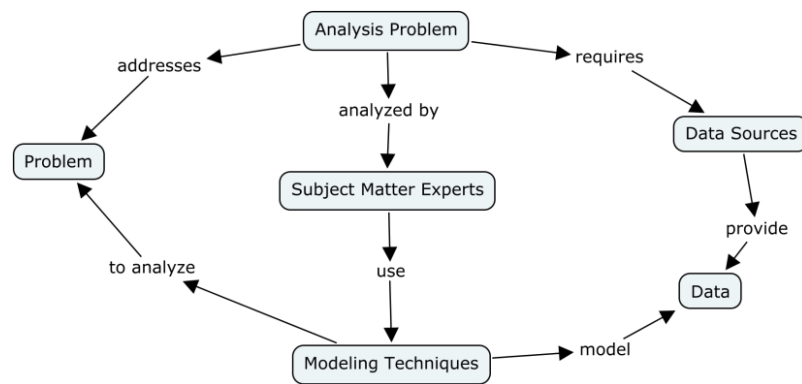 Analysis Problem
addresses
requires
analyzed by
Data Sources
Problem
Subject Matter Experts
provide
to analyze
use
Data
model
Modeling Techniques